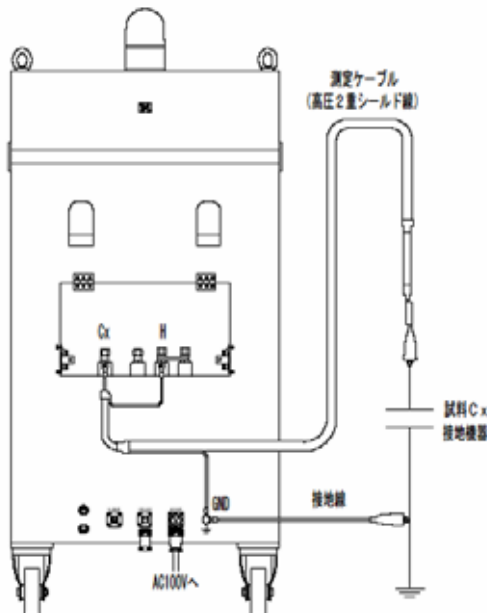 測定ケーブル
(高圧2重シールド線)
Cx
H
試料Cx
接地機器
GND
接地線
AC100Vへ